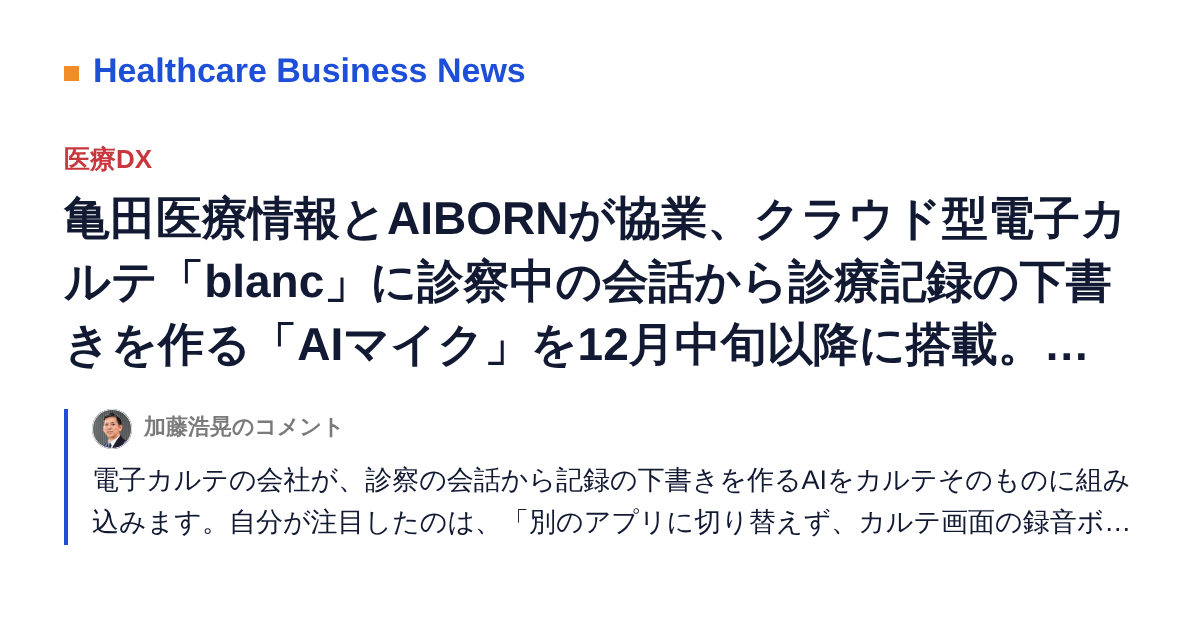 Healthcare Business News
医療DX
亀田医療情報とAIBORNが協業、クラウド型電子カ
ルテ「blanc」に診察中の会話から診療記録の下書
きを作る「AIマイク」を12月中旬以降に搭載。…
加藤浩晃のコメント
電子カルテの会社が、診察の会話から記録の下書きを作るAIをカルテそのものに組み
込みます。自分が注目したのは、「別のアプリに切り替えず、カルテ画面の録音ボ…